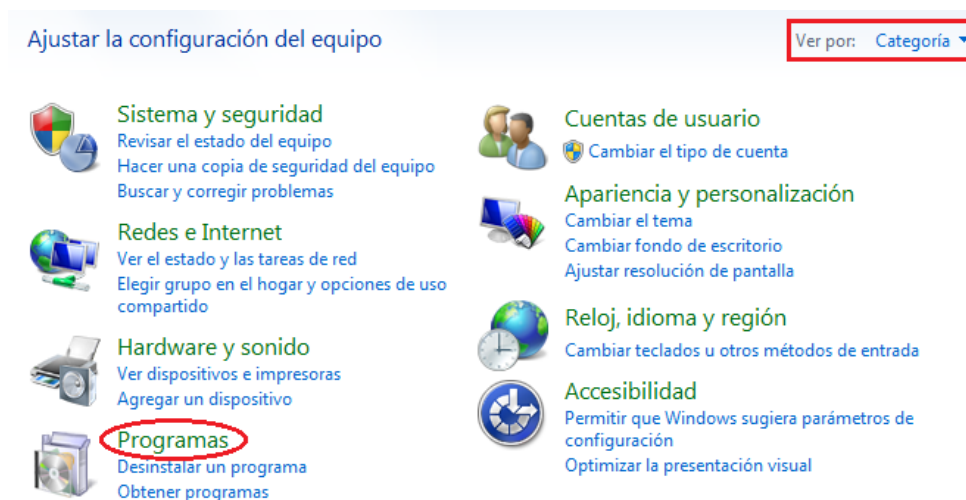 Ajustar la configuración del equipo
Ver por: Categoría
Sistema y seguridad
Revisar el estado del equipo
Hacer una copia de seguridad del equipo
Buscar y corregir problemas
Redes e Internet
Ver el estado y las tareas de red
Elegir grupo en el hogar y opciones de uso
compartido
Hardware y sonido
Ver dispositivos e impresoras
Agregar un dispositivo
Programas
Desinstalar un programa
Obtener programas
Cuentas de usuario
Cambiar el tipo de cuenta
Apariencia y personalización
Cambiar el tema
Cambiar fondo de escritorio
Ajustar resolución de pantalla
Reloj, idioma y región
Cambiar teclados u otros métodos de entrada
Accesibilidad
Permitir que Windows sugiera parámetros de
configuración
Optimizar la presentación visual